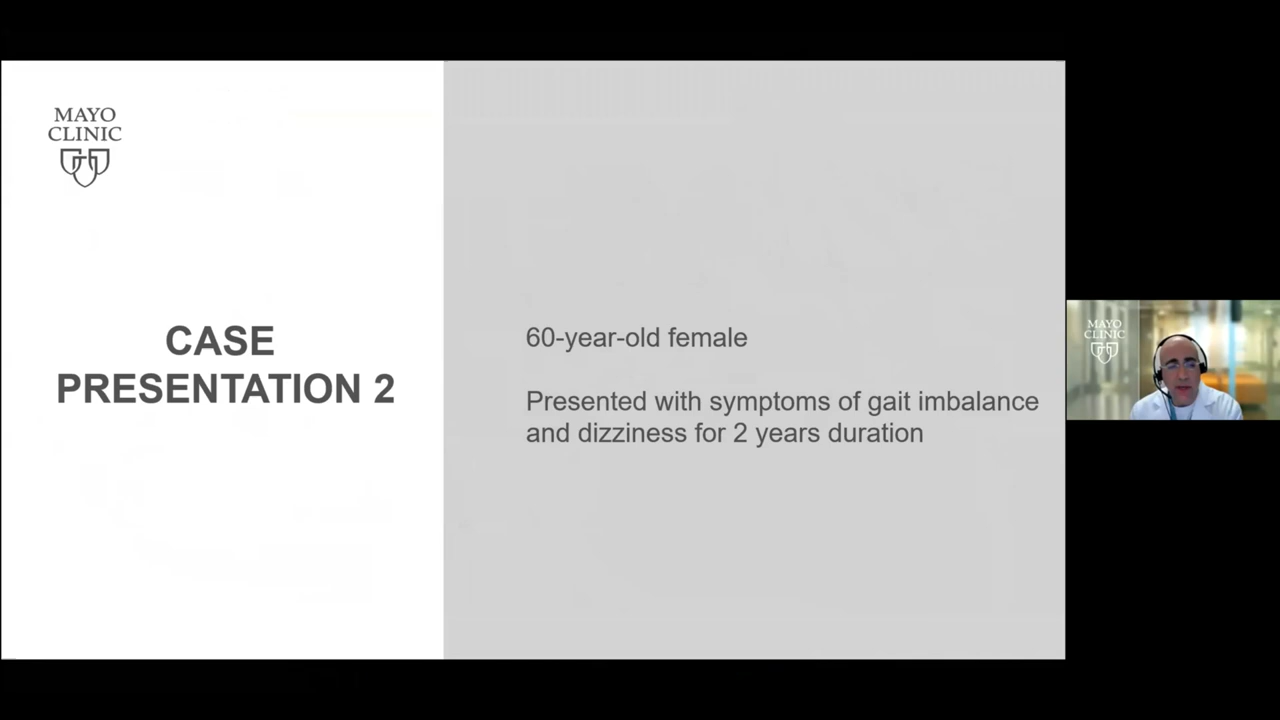 MAYO
CLINIC
CASE
PRESENTATION 2
60-year-old female
Presented with symptoms of gait imbalance
and dizziness for 2 years duration
MAYO
CLINIC